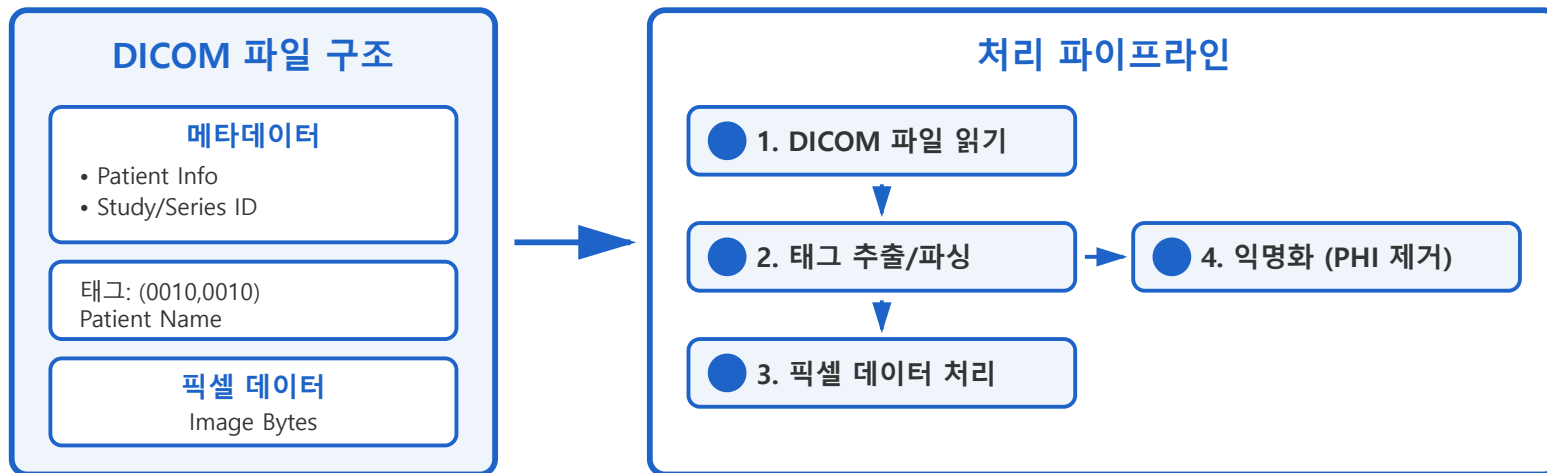 DICOM 파일 구조
메타데이터
• Patient Info
• Study/Series ID
태그: (0010,0010)
Patient Name
픽셀 데이터
Image Bytes
처리 파이프라인
1. DICOM 파일 읽기
2. 태그 추출/파싱
4. 익명화 (PHI 제거)
3. 픽셀 데이터 처리